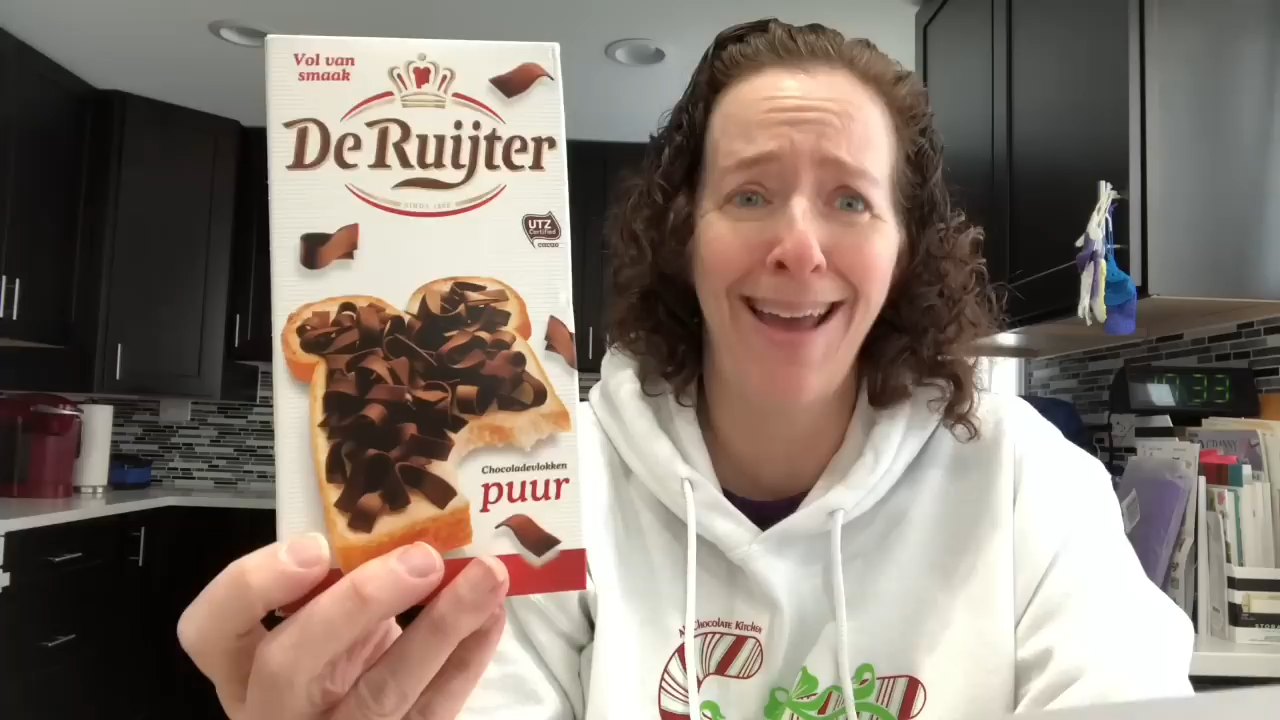 Vol van
smaak
De Ruijter
SINDS 1860
UTZ
Certified
cacao
Chocoladevlokken
puur
Chocolate Kitchen